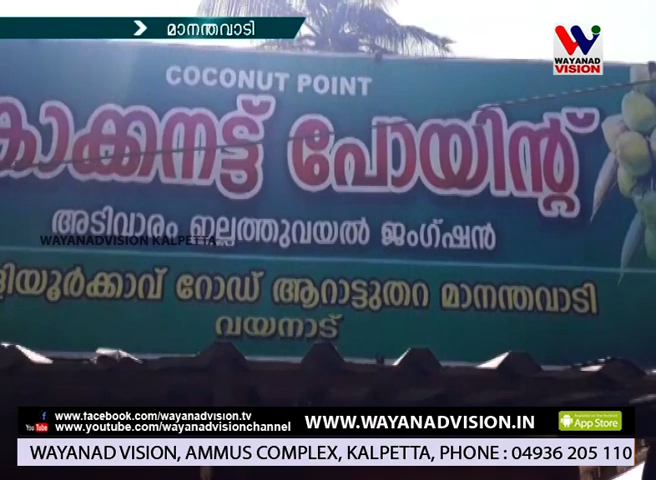 മാനന്തവാടി
WAYANAD
VISION
COCONUT POINT
കാക്കനട്ട് പോയിന്റ്
അടിവാരം ഇല്ലത്തുവയൽ ജംഗ്ഷൻ
WAYANADVISION KALPETTA...
ളിയൂർക്കാവ് റോഡ് ആറാട്ടുതറ മാനന്തവാടി
വയനാട്
www.facebook.com/wayanadvision.tv
www.youtube.com/wayanadvisionchannel
WWW.WAYANADVISION.IN
App Store
WAYANAD VISION, AMMUS COMPLEX, KALPETTA, PHONE : 04936 205 110